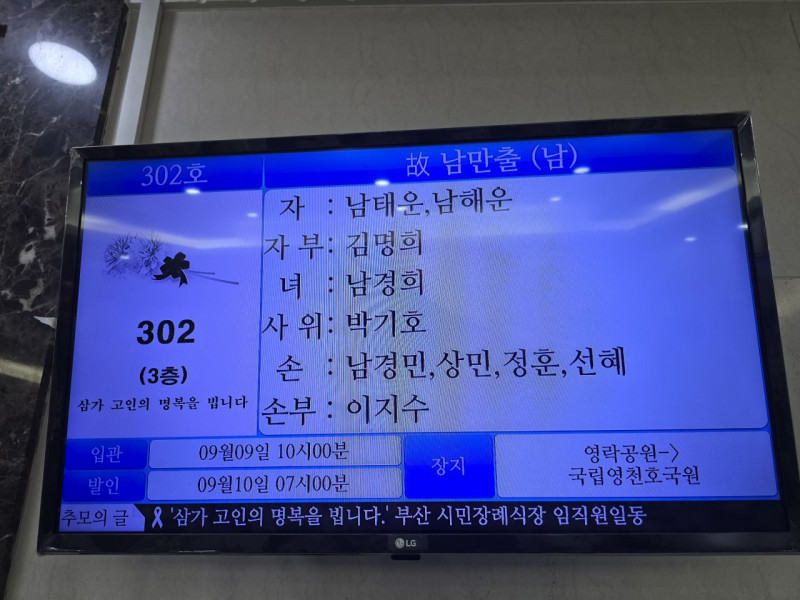 302호
故 남만출 (남)
자 : 남태운,남해운
자 부 : 김명희
녀 : 남경희
사 위 : 박기호
손 : 남경민,상민,정훈,선혜
손부 : 이지수
302
(3층)
삼가 고인의 명복을 빕니다
입관 09월09일 10시00분
발인 09월10일 07시00분
장지
영락공원->
국립영천호국원
추모의 글 '삼가 고인의 명복을 빕니다.' 부산 시민장례식장 임직원일동
LG